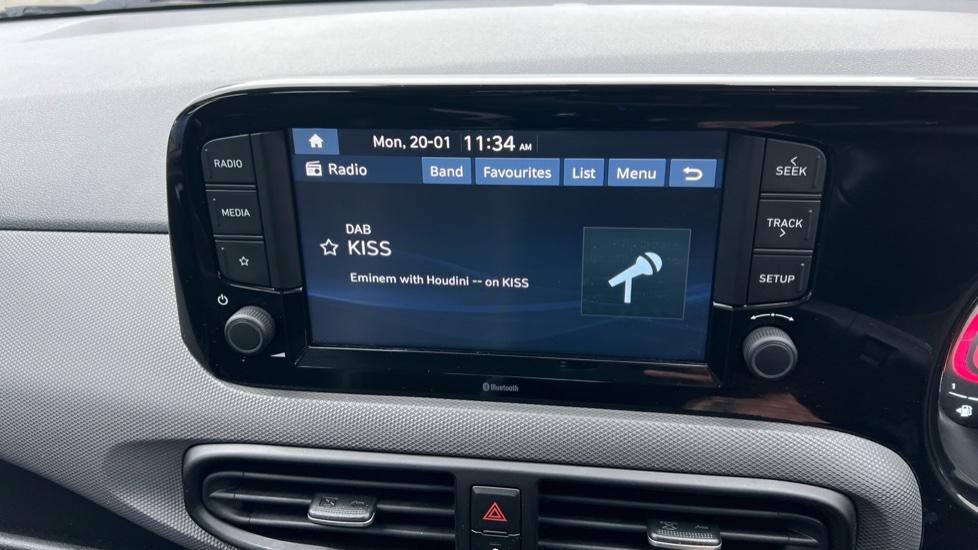 Mon, 20-01 11:34 AM
Radio Band Favourites List Menu
DAB
KISS
Eminem with Houdini -- on KISS
RADIO
MEDIA
SEEK
TRACK
SETUP
Bluetooth
1